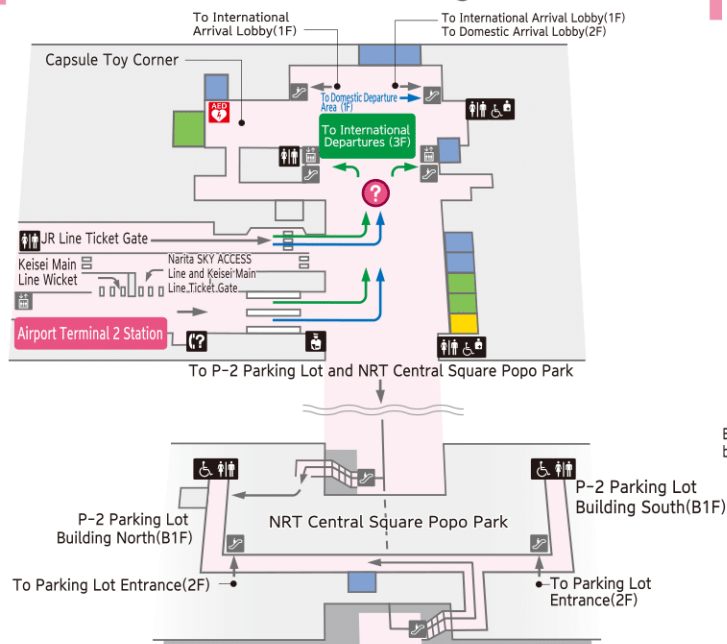 To International
Arrival Lobby(1F)
To International Arrival Lobby(1F)
To Domestic Arrival Lobby(2F)
Capsule Toy Corner
AED
To Domestic Departure
Area (1F)
To International
Departures (3F)
?
JR Line Ticket Gate
Keisei Main
Line Wicket
Narita SKY ACCESS
Line and Keisei Main
Line Ticket Gate
Airport Terminal 2 Station
?
To P-2 Parking Lot and NRT Central Square Popo Park
P-2 Parking Lot
Building South(B1F)
P-2 Parking Lot
Building North(B1F)
NRT Central Square Popo Park
To Parking Lot Entrance(2F)
To Parking Lot
Entrance(2F)